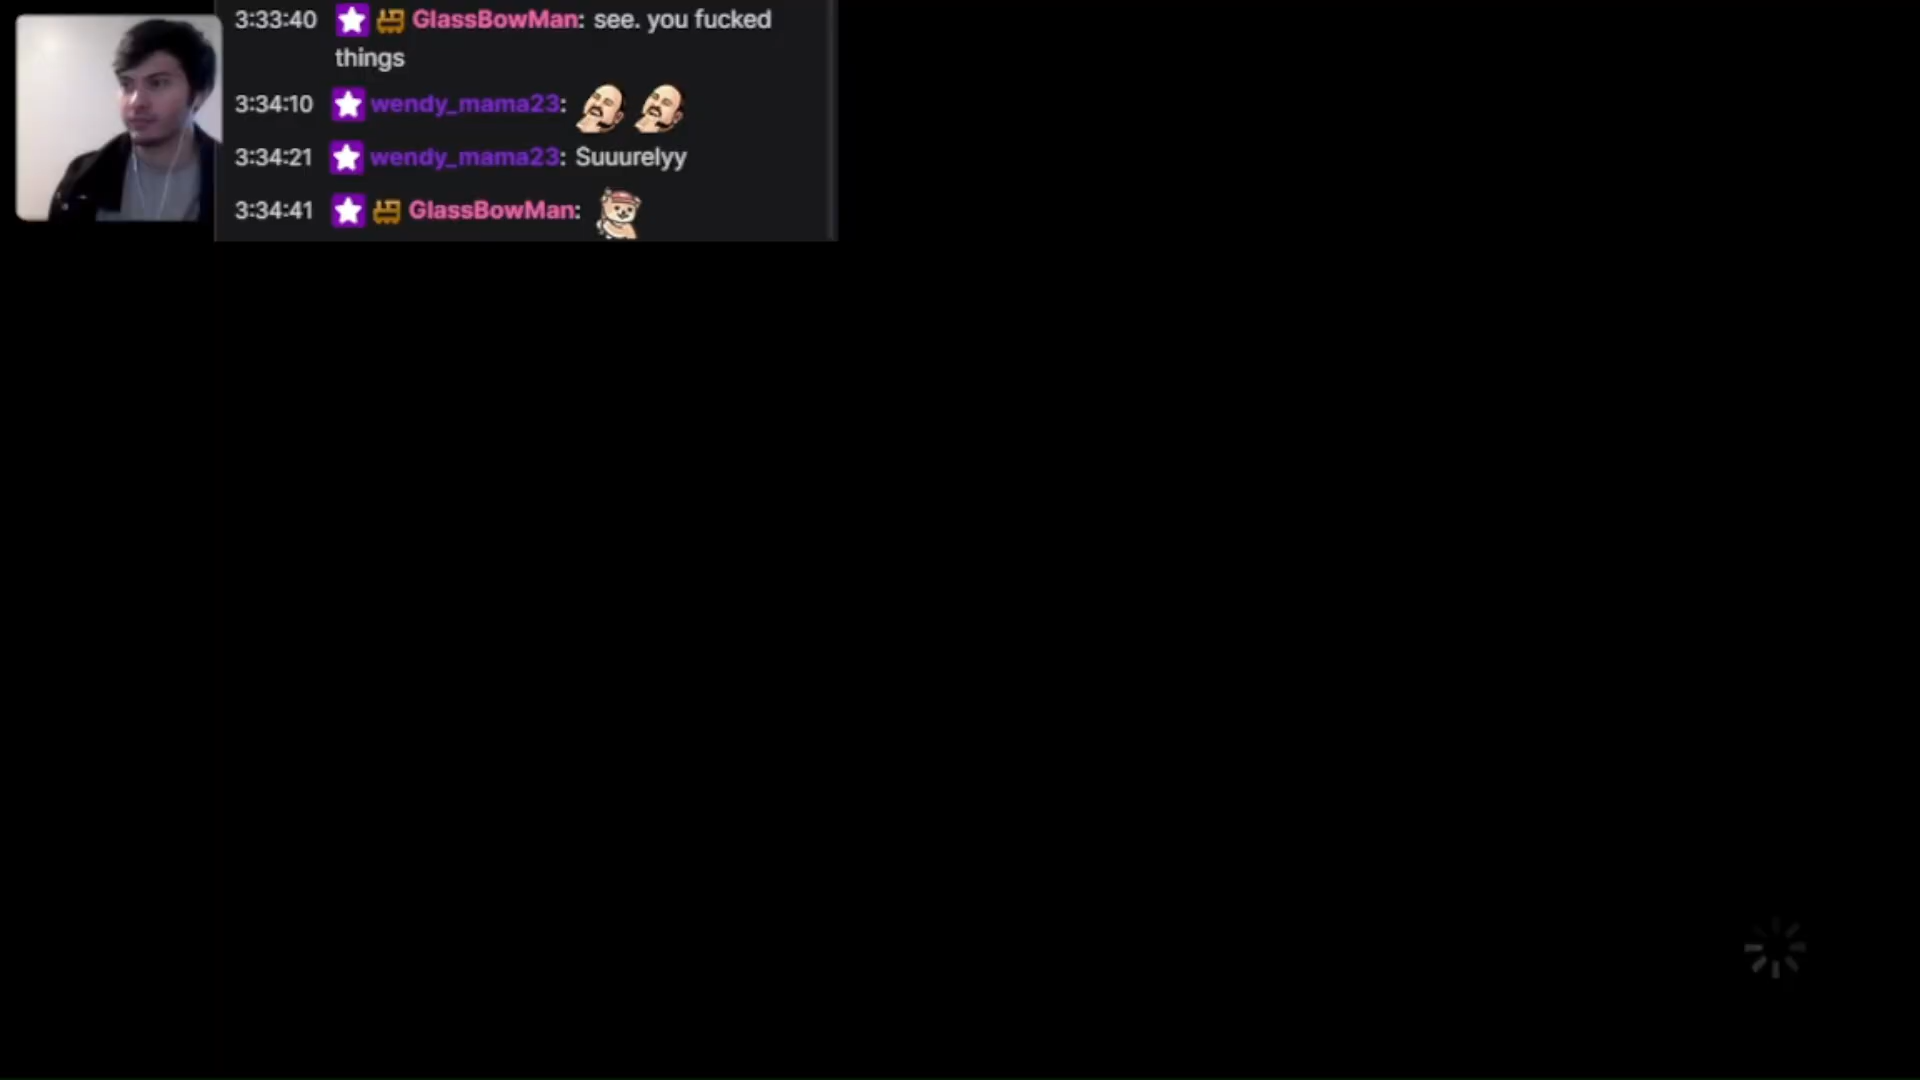 3:33:40 GlassBowMan: see. you fucked
things
3:34:10 wendy_mama23:
3:34:21 wendy_mama23: Suuurelyy
3:34:41 GlassBowMan: